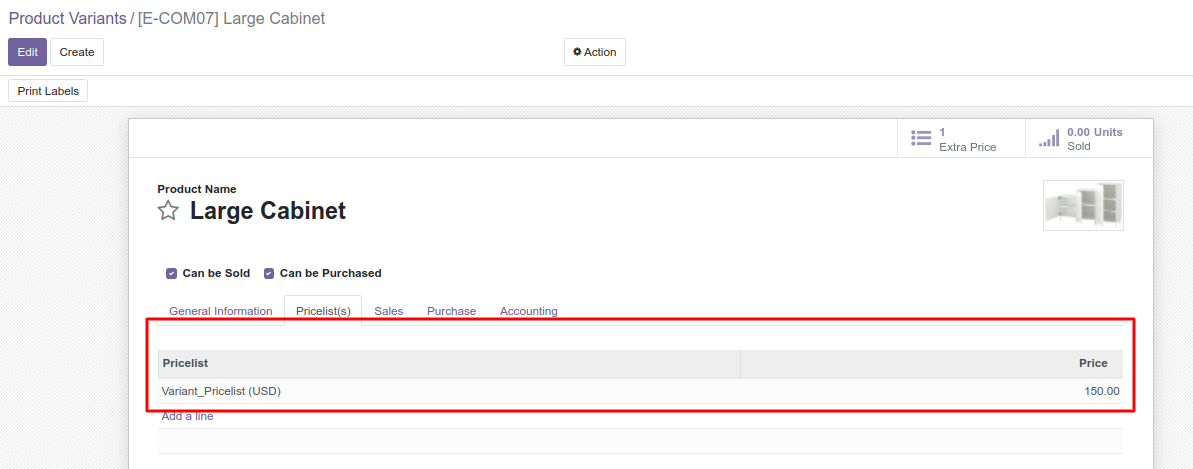 Product Variants / [E-COM07] Large Cabinet
Edit Create Action
Print Labels
1 Extra Price
0.00 Units Sold
Product Name
Large Cabinet
Can be Sold Can be Purchased
General Information Pricelist(s) Sales Purchase Accounting
Pricelist Price
Variant_Pricelist (USD) 150.00
Add a line